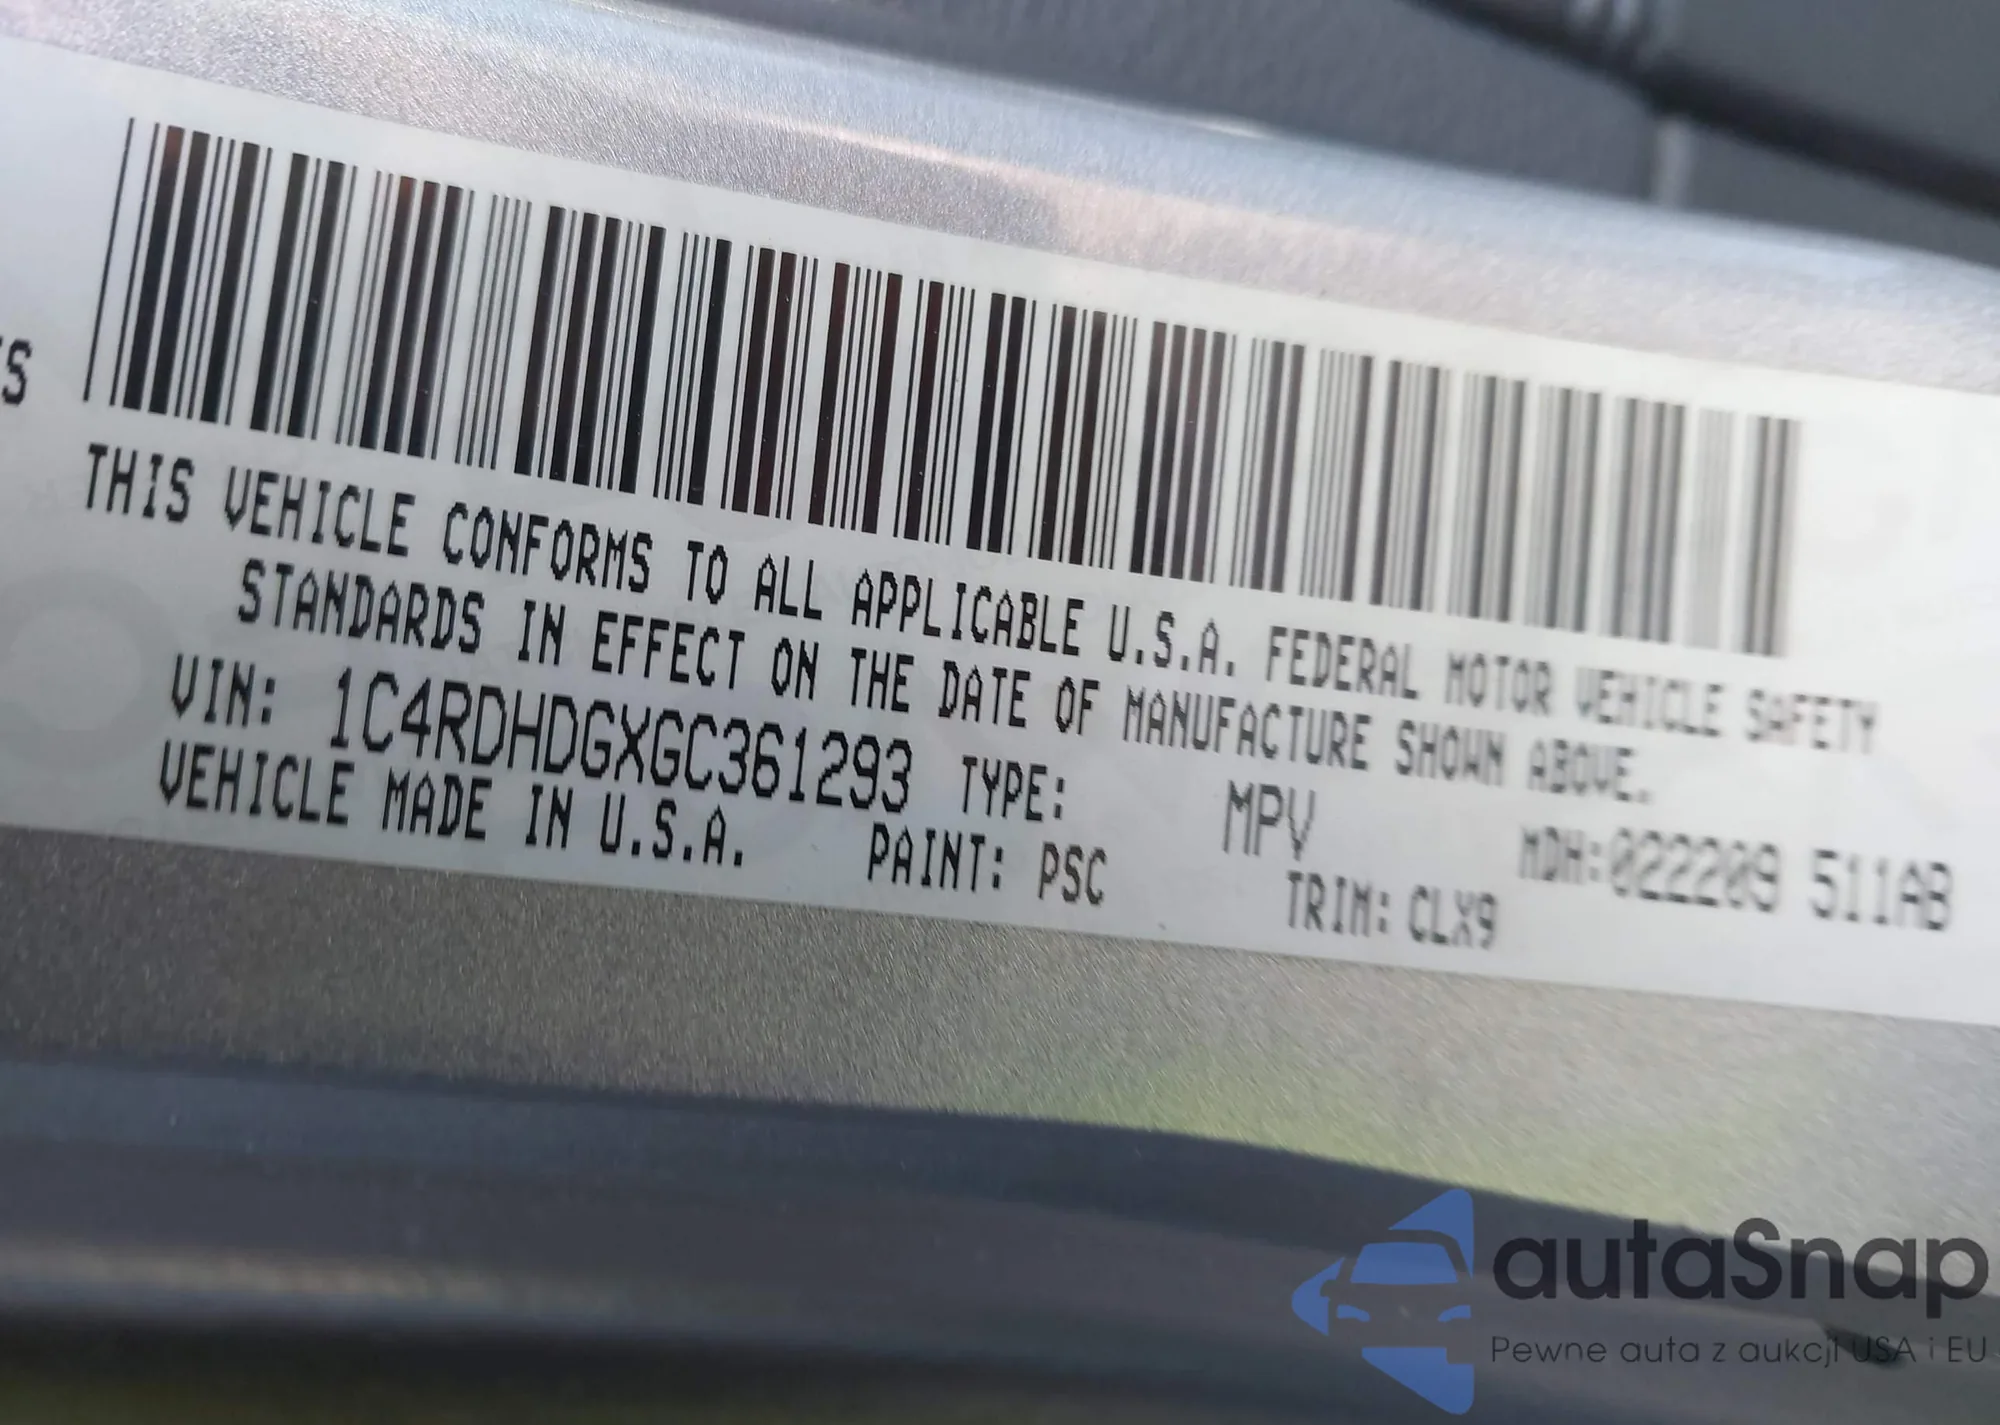 S
THIS VEHICLE CONFORMS TO ALL APPLICABLE U.S.A. FEDERAL MOTOR VEHICLE SAFETY
STANDARDS IN EFFECT ON THE DATE OF MANUFACTURE SHOWN ABOVE.
VIN: 1C4RDHDGXGC361293 TYPE: MPV MDH:022209 511AB
VEHICLE MADE IN U.S.A. PAINT: PSC TRIM: CLX9
autaSnap
Pewne auta z aukcji USA i EU